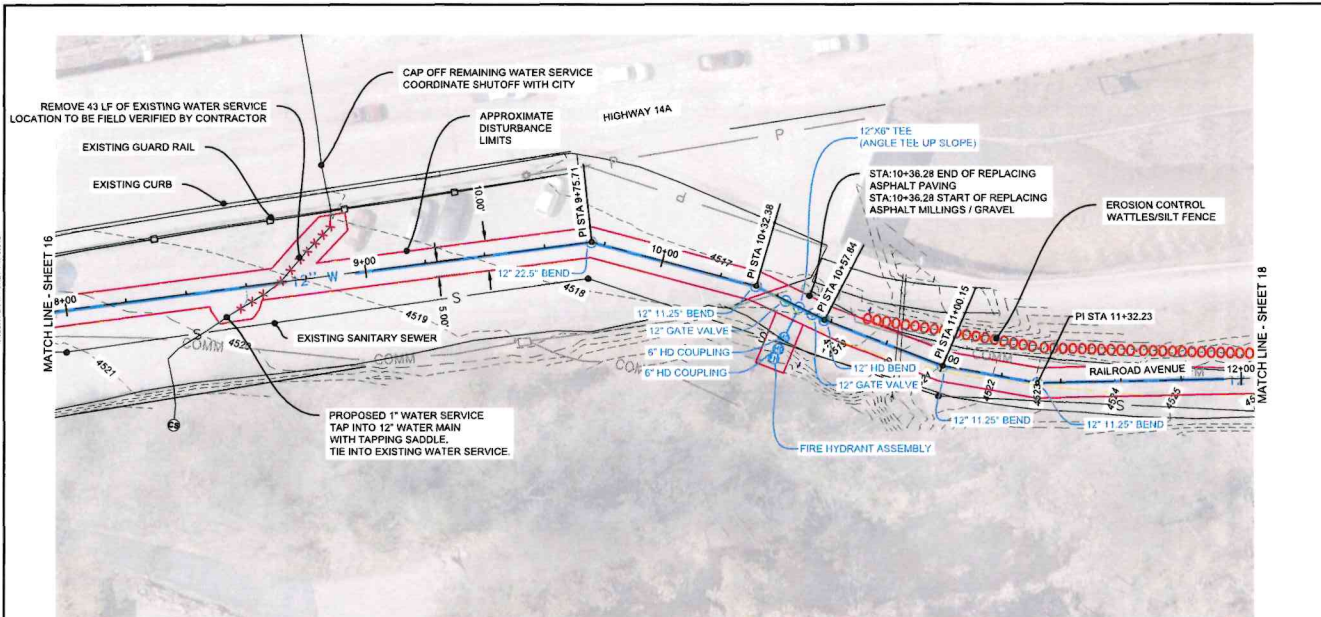 CAP OFF REMAINING WATER SERVICE
COORDINATE SHUTOFF WITH CITY
REMOVE 43 LF OF EXISTING WATER SERVICE
LOCATION TO BE FIELD VERIFIED BY CONTRACTOR
APPROXIMATE
DISTURBANCE
LIMITS
HIGHWAY 14A
P
P
12"X6" TEE
(ANGLE TEE UP SLOPE)
EXISTING GUARD RAIL
EXISTING CURB
STA:10+36.28 END OF REPLACING
ASPHALT PAVING
STA:10+36.28 START OF REPLACING
ASPHALT MILLINGS / GRAVEL
EROSION CONTROL
WATTLES/SILT FENCE
10.00'
PI STA 9+75.71
PI STA 10+32.38
PI STA 10+57.84
PI STA 11+00.15
PI STA 11+32.23
MATCH LINE - SHEET 16
MATCH LINE - SHEET 18
8+00
12" W
9+00
10+00
12+00
4517
4518
4519
4521
4522
4523
4524
4525
12" 22.5° BEND
12" 11.25° BEND
12" GATE VALVE
6" HD COUPLING
6" HD COUPLING
12" HD BEND
12" GATE VALVE
12" 11.25° BEND
12" 11.25° BEND
RAILROAD AVENUE
FIRE HYDRANT ASSEMBLY
5.00'
S
S
S
S
COMM
COMM
COMM
EXISTING SANITARY SEWER
PROPOSED 1" WATER SERVICE
TAP INTO 12" WATER MAIN
WITH TAPPING SADDLE.
TIE INTO EXISTING WATER SERVICE.